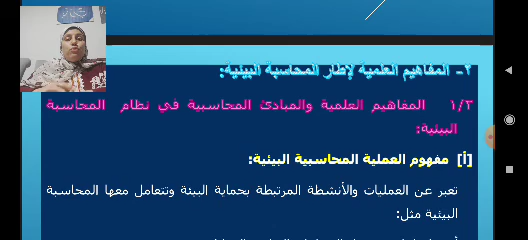 ٢- المفاهيم العلمية لإطار المحاسبة البيئية:
١/٢ المفاهيم العلمية والمبادئ المحاسبية في نظام المحاسبة
البيئية:
[أ] مفهوم العملية المحاسبية البيئية:
تعبر عن العمليات والأنشطة المرتبطة بحماية البيئة وتتعامل معها المحاسبة
البيئية مثل: